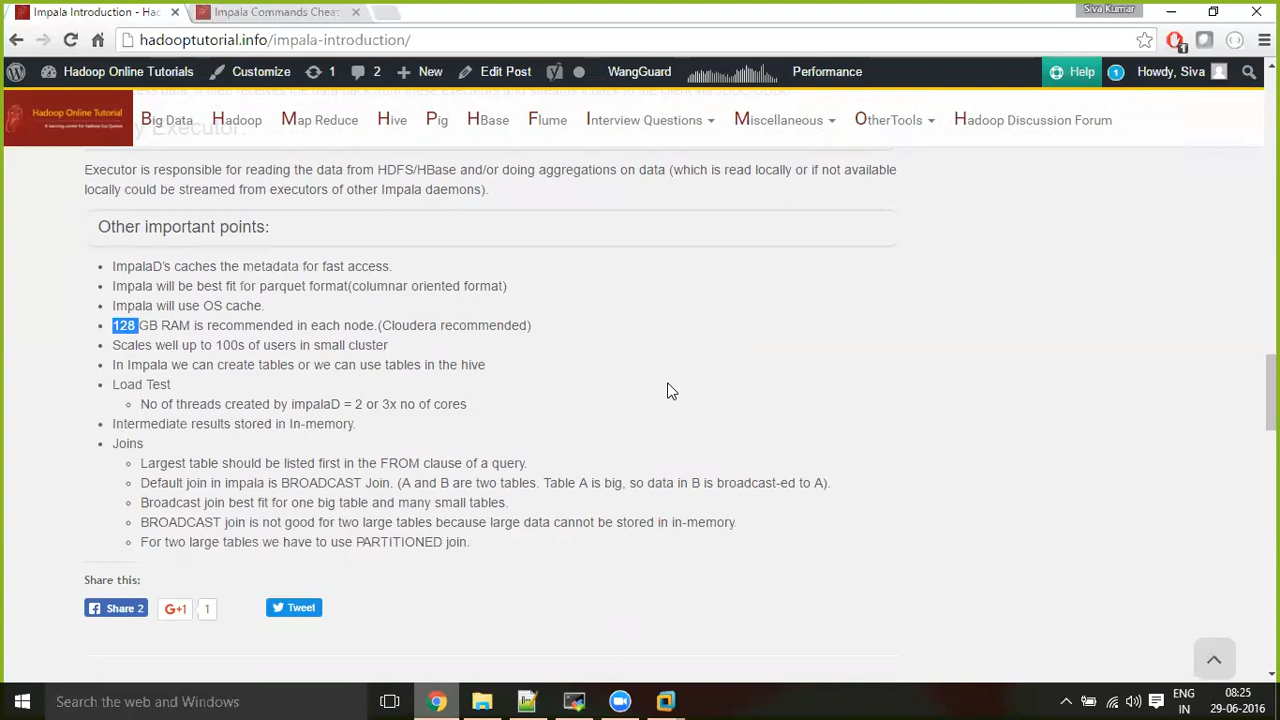 Impala Introduction - Hac
Impala Commands Chea
Siva Kumar
hadooptutorial.info/impala-introduction/
1
Hadoop Online Tutorials
Customize
1
2
New
Edit Post
WangGuard
Performance
Help
1
Howdy, Siva
Hadoop Online Tutorial
Big Data
Hadoop
Map Reduce
Hive
Pig
HBase
Flume
Interview Questions
Miscellaneous
OtherTools
Hadoop Discussion Forum
Executor:
Executor is responsible for reading the data from HDFS/HBase and/or doing aggregations on data (which is read locally or if not available
locally could be streamed from executors of other Impala daemons).
Other important points:
• ImpalaD's caches the metadata for fast access.
• Impala will be best fit for parquet format(columnar oriented format)
• Impala will use OS cache.
• 128 GB RAM is recommended in each node.(Cloudera recommended)
• Scales well up to 100s of users in small cluster
• In Impala we can create tables or we can use tables in the hive
• Load Test
◦ No of threads created by impalaD = 2 or 3x no of cores
• Intermediate results stored in In-memory.
• Joins
◦ Largest table should be listed first in the FROM clause of a query.
◦ Default join in impala is BROADCAST Join. (A and B are two tables. Table A is big, so data in B is broadcast-ed to A).
◦ Broadcast join best fit for one big table and many small tables.
◦ BROADCAST join is not good for two large tables because large data cannot be stored in in-memory.
◦ For two large tables we have to use PARTITIONED join.
Share this:
Share 2
G+1
1
Tweet
Search the web and Windows
ENG
IN
08:25
29-06-2016